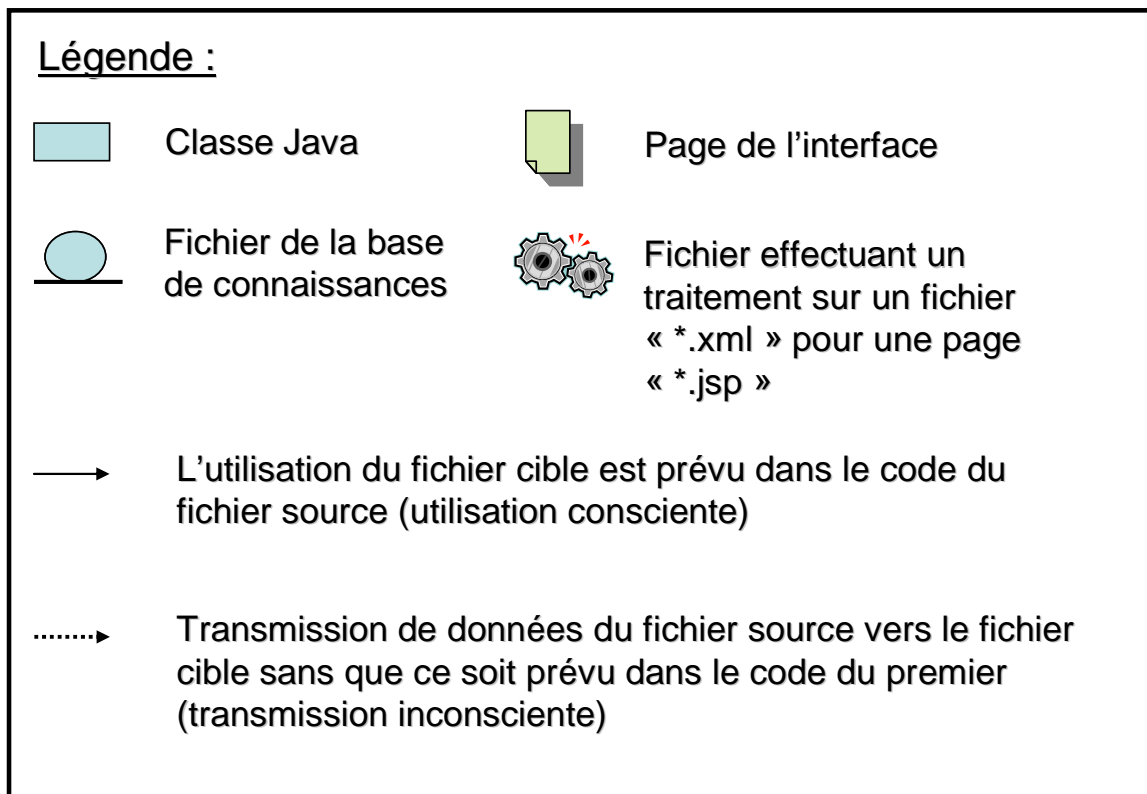 Légende :
Classe Java
Page de l'interface
Fichier de la base
de connaissances
Fichier effectuant un
traitement sur un fichier
« *.xml » pour une page
« *.jsp »
L'utilisation du fichier cible est prévu dans le code du
fichier source (utilisation consciente)
Transmission de données du fichier source vers le fichier
cible sans que ce soit prévu dans le code du premier
(transmission inconsciente)